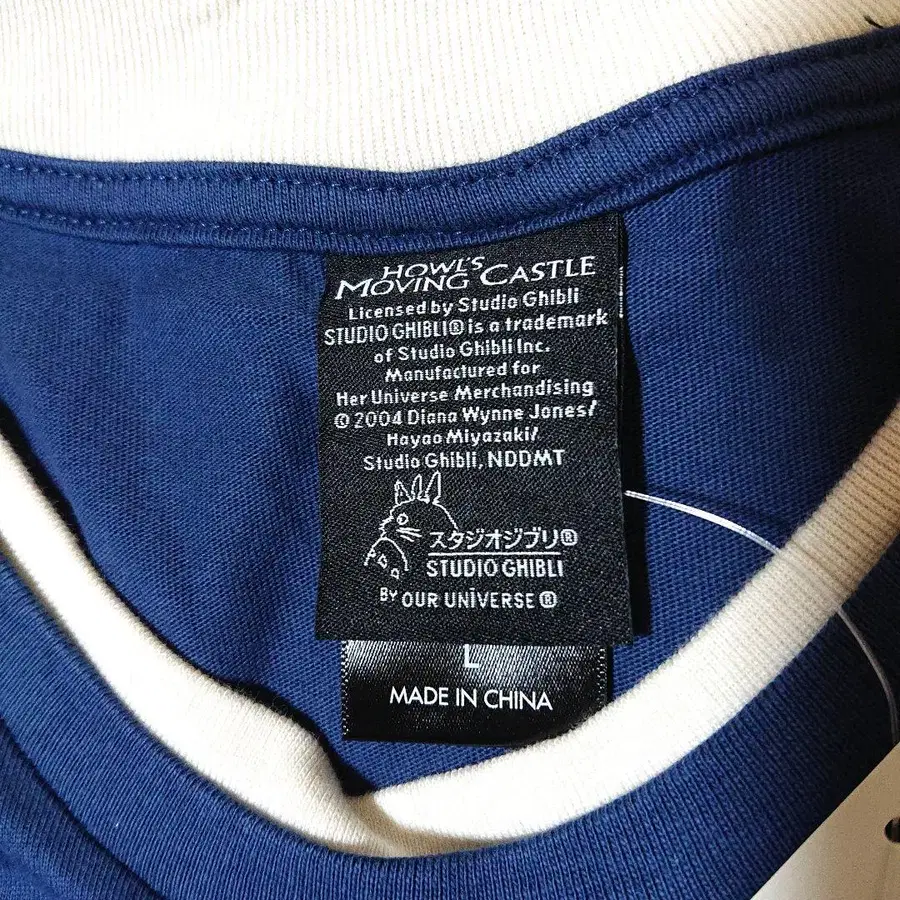 HOWL'S
MOVING CASTLE
Licensed by Studio Ghibli
STUDIO GHIBLI® is a trademark
of Studio Ghibli Inc.
Manufactured for
Her Universe Merchandising
© 2004 Diana Wynne Jones/
Hayao Miyazaki/
Studio Ghibli, NDDMT
スタジオジブリ®
STUDIO GHIBLI
BY OUR UNIVERSE®
L
MADE IN CHINA